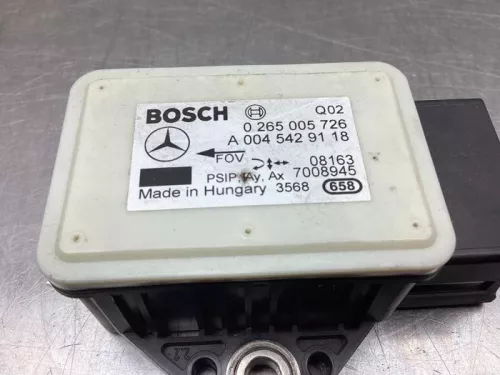 BOSCH Q02
0 265 005 726
A 004 542 91 18
FOV 08163
PSIP, Ay, Ax 7008945
Made in Hungary 3568 658